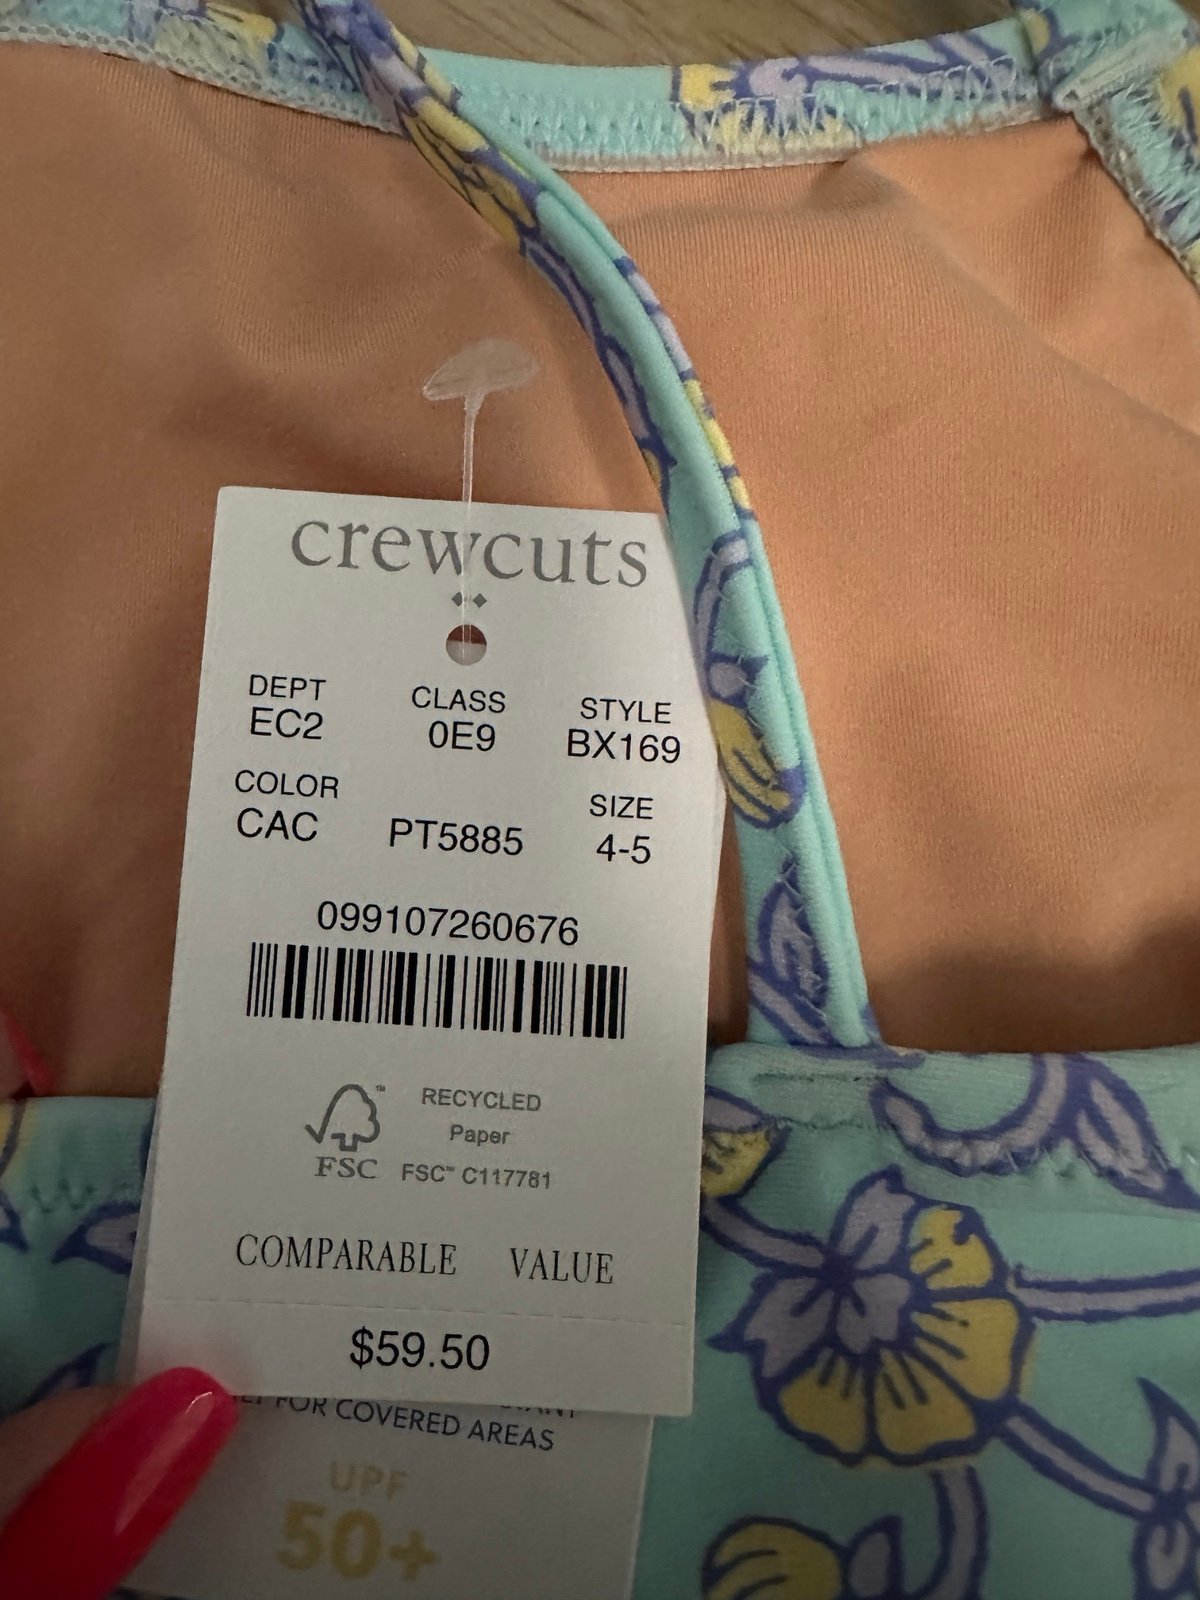 crewcuts
DEPT CLASS STYLE
EC2 0E9 BX169
COLOR SIZE
CAC PT5885 4-5
099107260676
RECYCLED
Paper
FSC FSC™ C117781
COMPARABLE VALUE
$59.50
FOR COVERED AREAS
UPF
50+